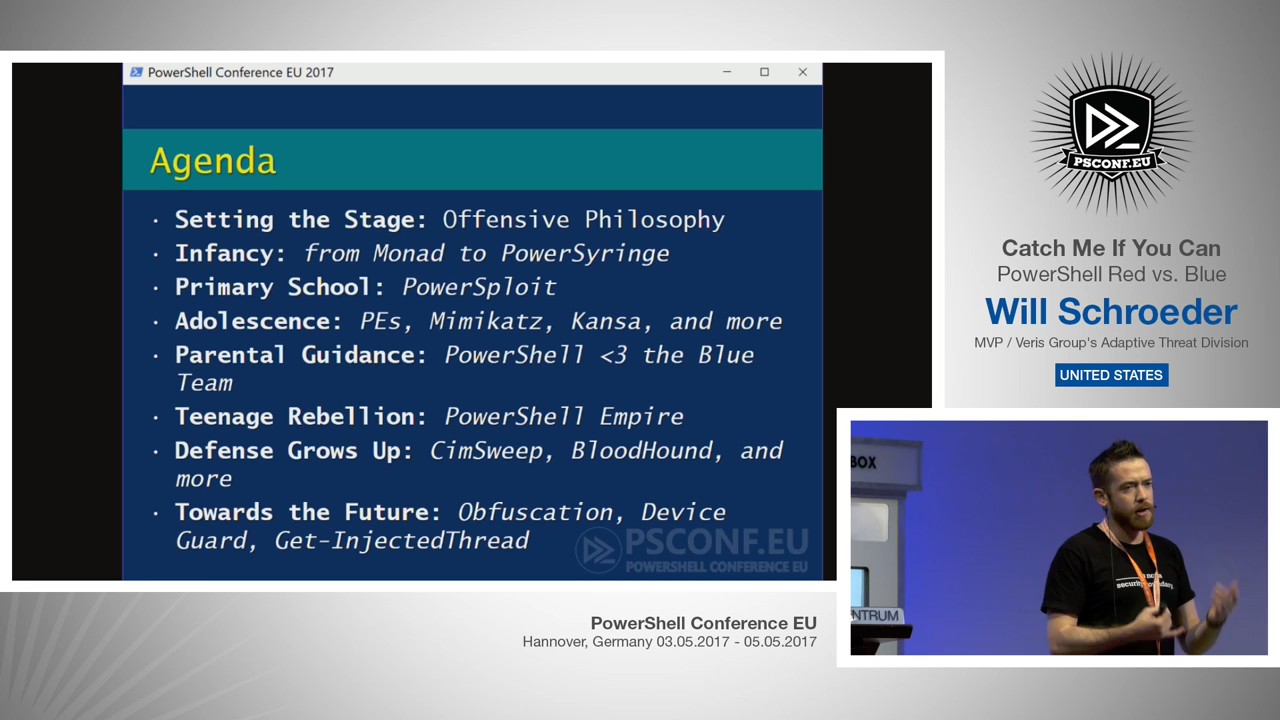 PowerShell Conference EU 2017
Agenda
· Setting the Stage: Offensive Philosophy
· Infancy: from Monad to PowerSyringe
· Primary School: PowerSploit
· Adolescence: PEs, Mimikatz, Kansa, and more
· Parental Guidance: PowerShell <3 the Blue
Team
· Teenage Rebellion: PowerShell Empire
· Defense Grows Up: CimSweep, BloodHound, and
more
· Towards the Future: Obfuscation, Device
Guard, Get-InjectedThread
PSCONF.EU
POWERSHELL CONFERENCE EU
PSCONF.EU
Catch Me If You Can
PowerShell Red vs. Blue
Will Schroeder
MVP / Veris Group's Adaptive Threat Division
UNITED STATES
BOX
NTRUM
security boundary
PowerShell Conference EU
Hannover, Germany 03.05.2017 - 05.05.2017